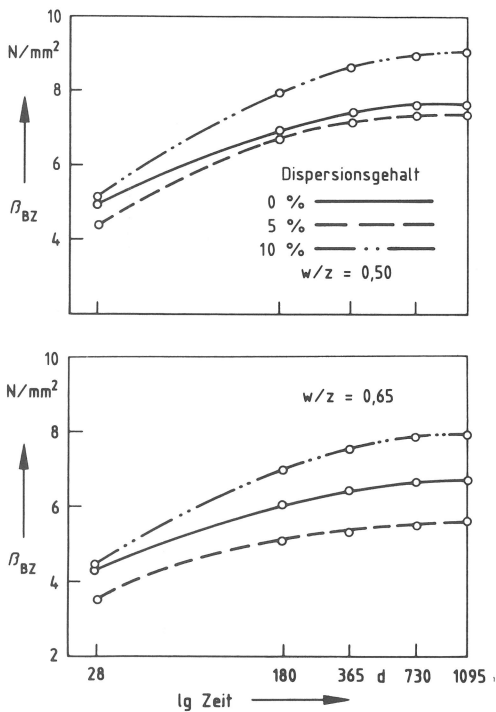 10
N/mm²
8
β_BZ
6
4
Dispersionsgehalt
0 %
5 %
10 %
w/z = 0,50
10
N/mm²
w/z = 0,65
8
6
β_BZ
4
2
28 180 365 d 730 1095
lg Zeit